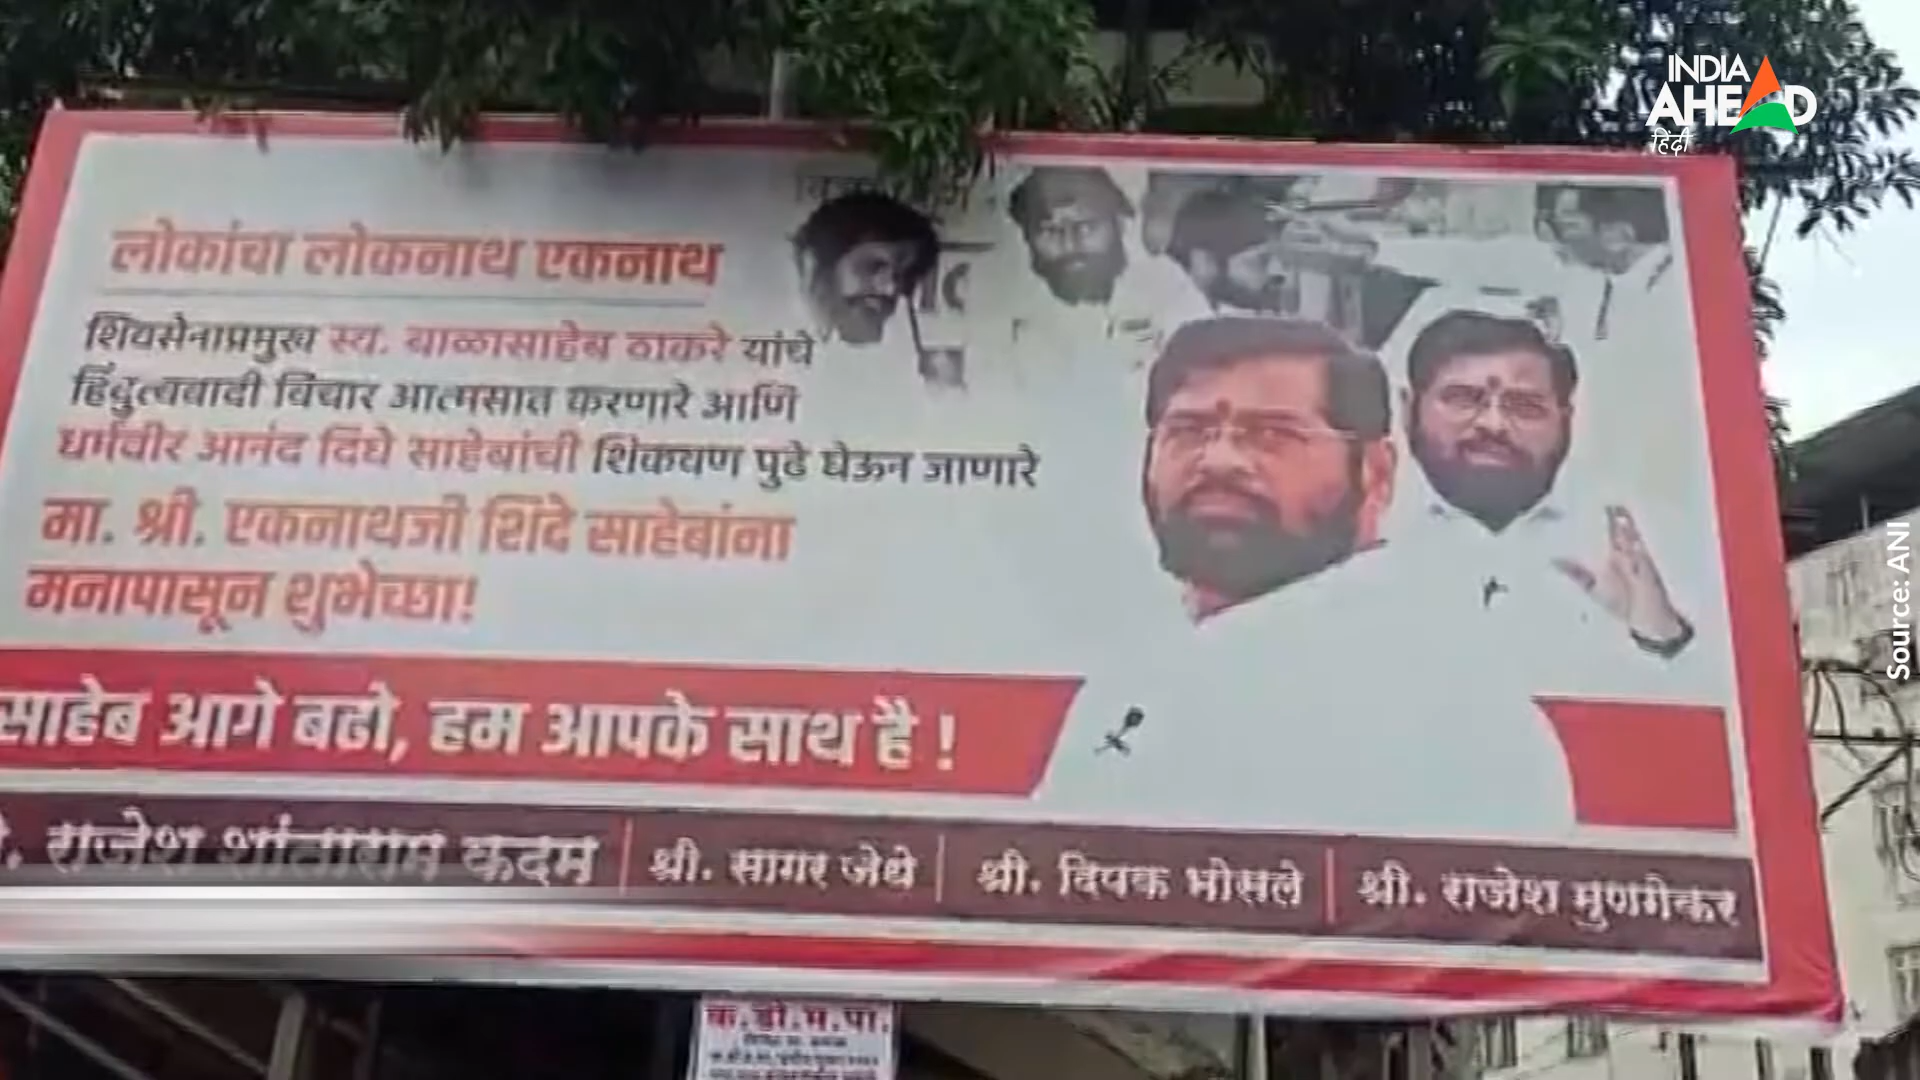 INDIA
AHEAD
हिंदी
लोकांचा लोकनाथ एकनाथ
शिवसेनाप्रमुख स्व. बाळासाहेब ठाकरे यांचे
हिंदुत्ववादी विचार आत्मसात करणारे आणि
धर्मवीर आनंद दिघे साहेबांची शिकवण पुढे घेऊन जाणारे
मा. श्री. एकनाथजी शिंदे साहेबांना
मनापासून शुभेच्छा!
साहेब आगे बढो, हम आपके साथ है !
राजेश शांताराम कदम | श्री. सागर जेधे | श्री. दिपक भोसले | श्री. राजेश मुणगेकर
क.डों.म.पा.
Source: ANI